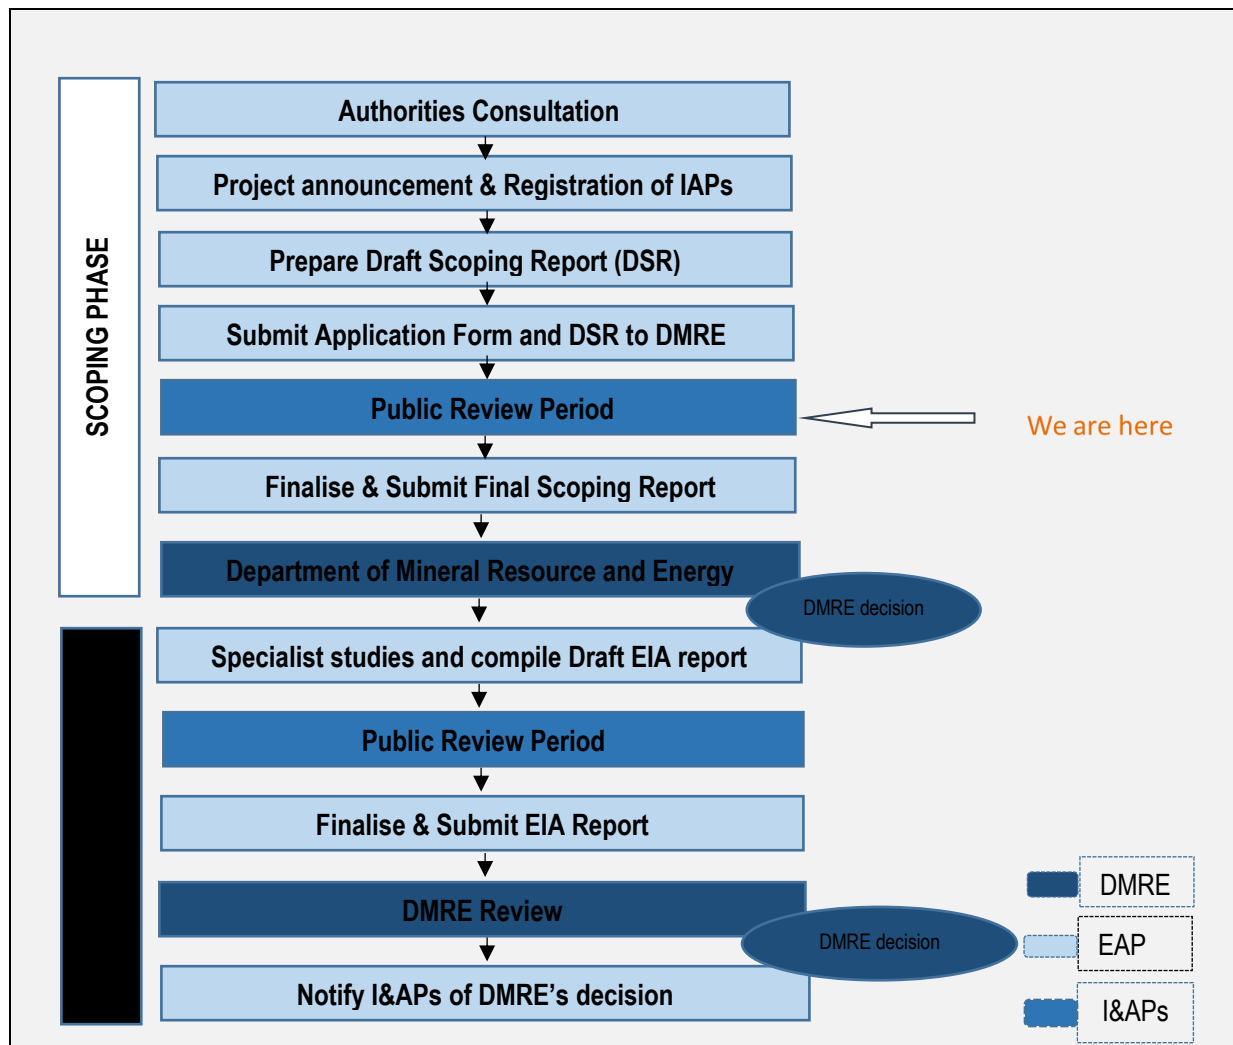 SCOPING PHASE
Authorities Consultation
Project announcement & Registration of IAPs
Prepare Draft Scoping Report (DSR)
Submit Application Form and DSR to DMRE
Public Review Period
We are here
Finalise & Submit Final Scoping Report
Department of Mineral Resource and Energy
DMRE decision
Specialist studies and compile Draft EIA report
Public Review Period
Finalise & Submit EIA Report
DMRE Review
DMRE decision
Notify I&APs of DMRE’s decision
DMRE
EAP
I&APs